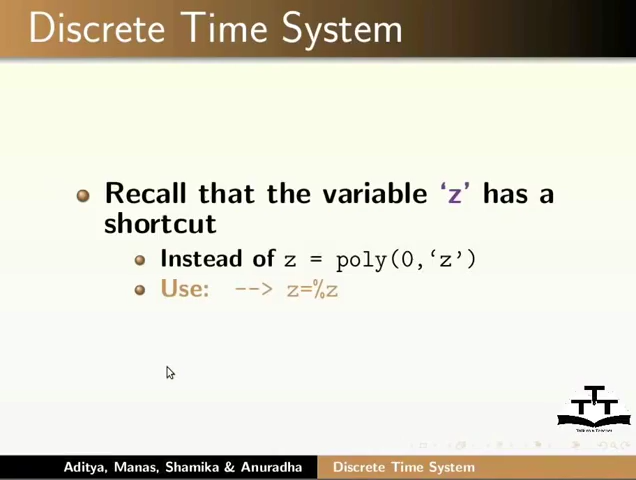 Discrete Time System
Recall that the variable ‘z’ has a
shortcut
Instead of z = poly(0,‘z’)
Use: --> z=%z
Aditya, Manas, Shamika & Anuradha Discrete Time System